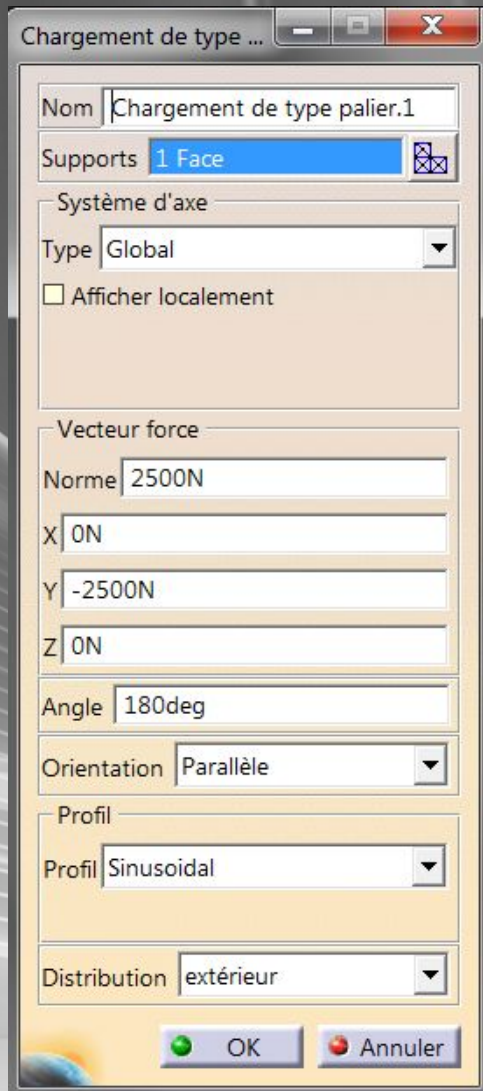 Chargement de type ...
Nom Chargement de type palier.1
Supports 1 Face
Système d'axe
Type Global
Afficher localement
Vecteur force
Norme 2500N
X 0N
Y -2500N
Z 0N
Angle 180deg
Orientation Parallèle
Profil
Profil Sinusoidal
Distribution extérieur
OK Annuler